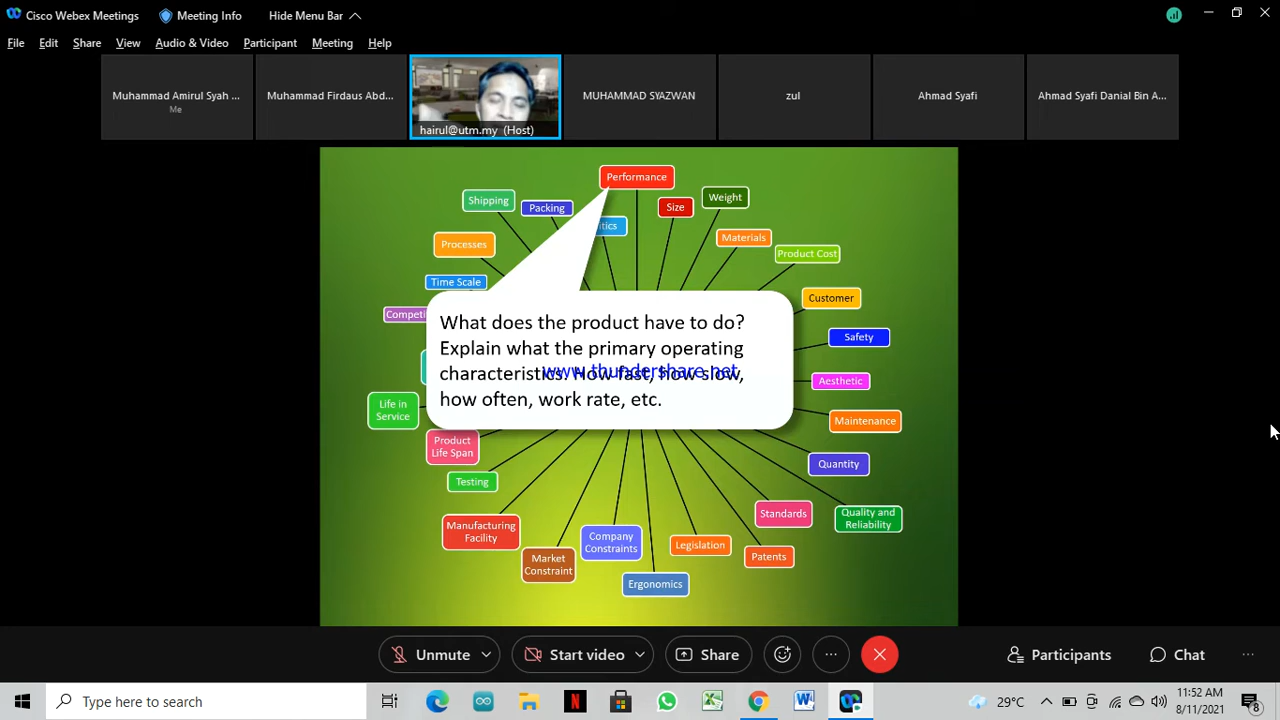 Cisco Webex Meetings
Meeting Info
Hide Menu Bar
File Edit Share View Audio & Video Participant Meeting Help
Muhammad Amirul Syah ...
Me
Muhammad Firdaus Abd...
hairul@utm.my (Host)
MUHAMMAD SYAZWAN
zul
Ahmad Syafi
Ahmad Syafi Danial Bin A...
Performance
Shipping
Packing
Size
Weight
Processes
Materials
Product Cost
Time Scale
Customer
Safety
What does the product have to do?
Explain what the primary operating
characteristics. How fast, how slow,
how often, work rate, etc.
www.thundershare.net
Aesthetic
Life in
Service
Maintenance
Product
Life Span
Quantity
Testing
Standards
Quality and
Reliability
Manufacturing
Facility
Company
Constraints
Legislation
Patents
Market
Constraint
Ergonomics
Unmute
Start video
Share
Participants
Chat
Type here to search
29°C
11:52 AM
8/11/2021
8